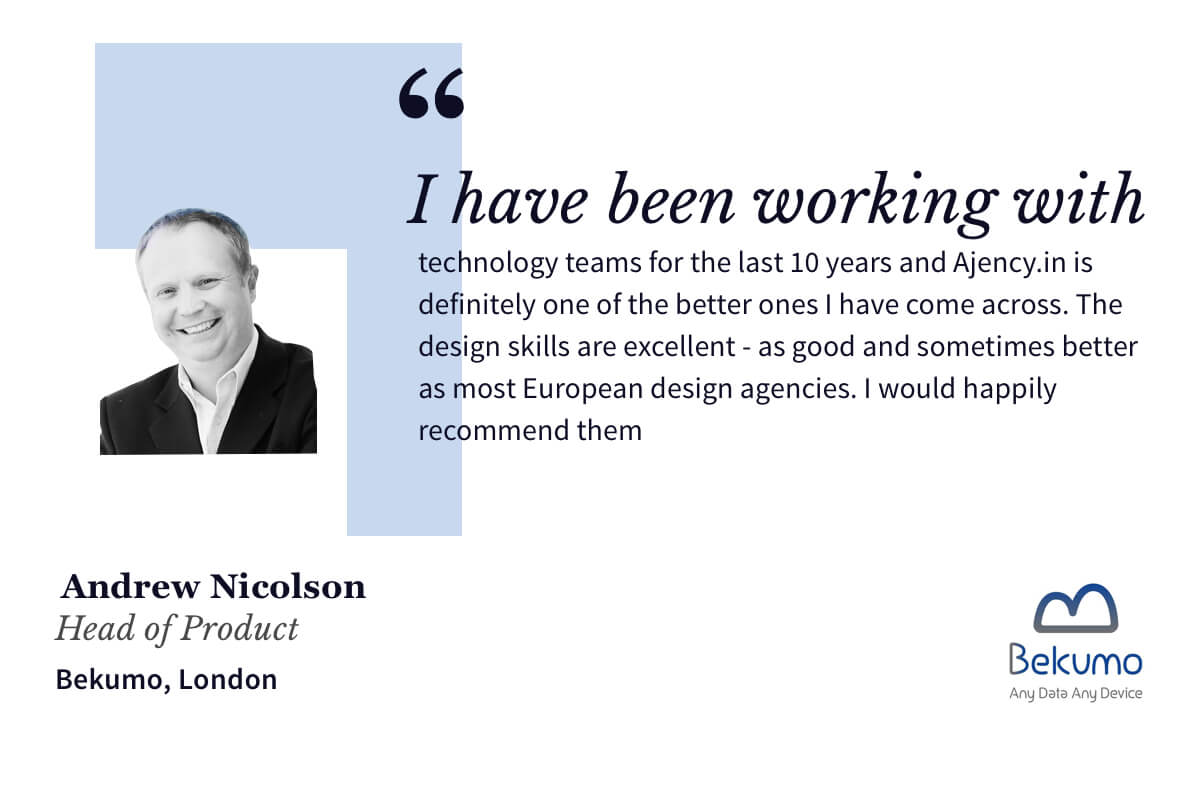 “
I have been working with
technology teams for the last 10 years and Ajency.in is
definitely one of the better ones I have come across. The
design skills are excellent - as good and sometimes better
as most European design agencies. I would happily
recommend them
Andrew Nicolson
Head of Product
Bekumo, London
Bekumo
Any Data Any Device